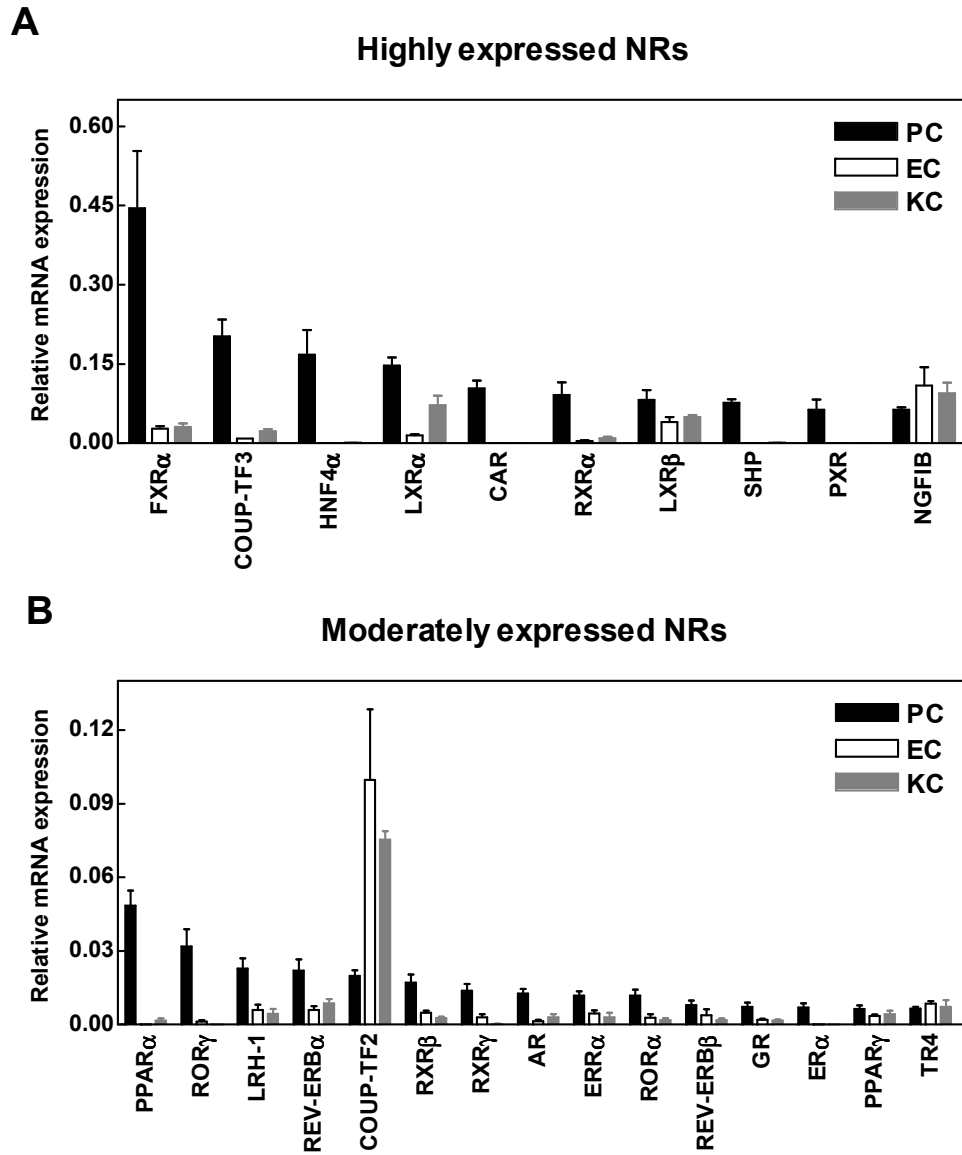 A
Highly expressed NRs
Relative mRNA expression
0.60
0.45
0.30
0.15
0.00
PC
EC
KC
FXRα
COUP-TF3
HNF4α
LXRα
CAR
RXRα
LXRβ
SHP
PXR
NGFIB
B
Moderately expressed NRs
Relative mRNA expression
0.12
0.09
0.06
0.03
0.00
PC
EC
KC
PPARα
RORγ
LRH-1
REV-ERBα
COUP-TF2
RXRβ
RXRγ
AR
ERRα
RORα
REV-ERBβ
GR
ERα
PPARγ
TR4